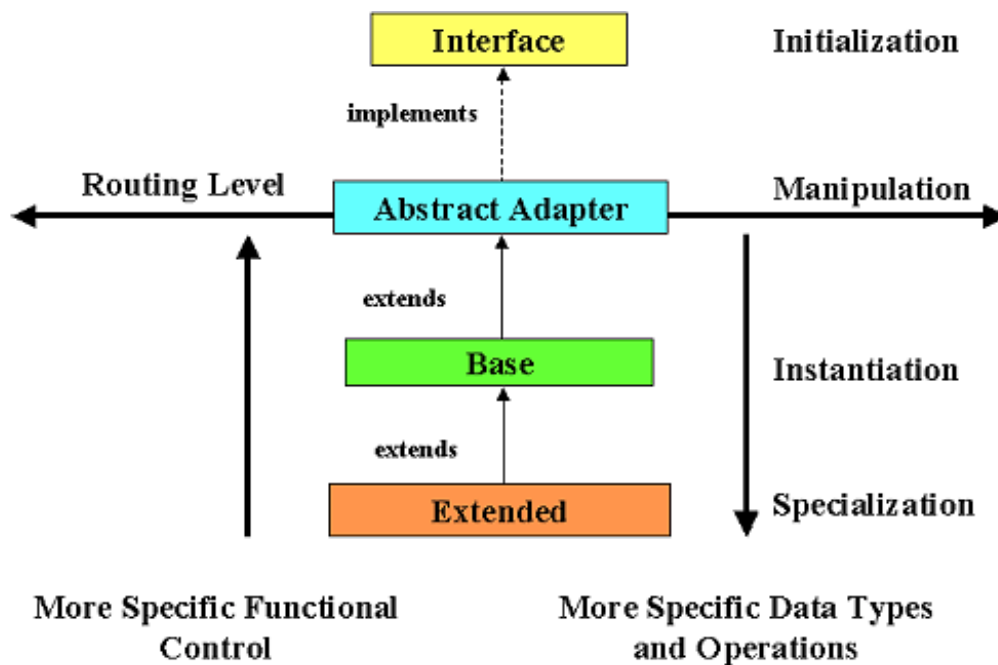 Interface
Initialization
implements
Routing Level
Abstract Adapter
Manipulation
extends
Base
Instantiation
extends
Extended
Specialization
More Specific Functional
Control
More Specific Data Types
and Operations